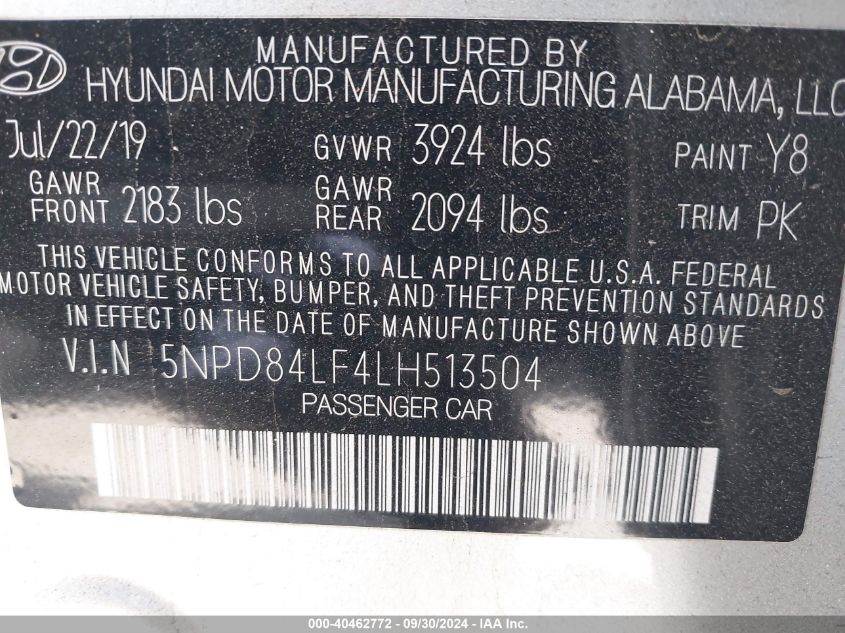 MANUFACTURED BY
HYUNDAI MOTOR MANUFACTURING ALABAMA, LLC
Jul/22/19 GVWR 3924 lbs PAINT Y8
GAWR FRONT 2183 lbs GAWR REAR 2094 lbs TRIM PK
THIS VEHICLE CONFORMS TO ALL APPLICABLE U.S.A. FEDERAL
MOTOR VEHICLE SAFETY, BUMPER, AND THEFT PREVENTION STANDARDS
IN EFFECT ON THE DATE OF MANUFACTURE SHOWN ABOVE
V.I.N 5NPD84LF4LH513504
PASSENGER CAR
000-40462772 - 09/30/2024 - IAAI.COM